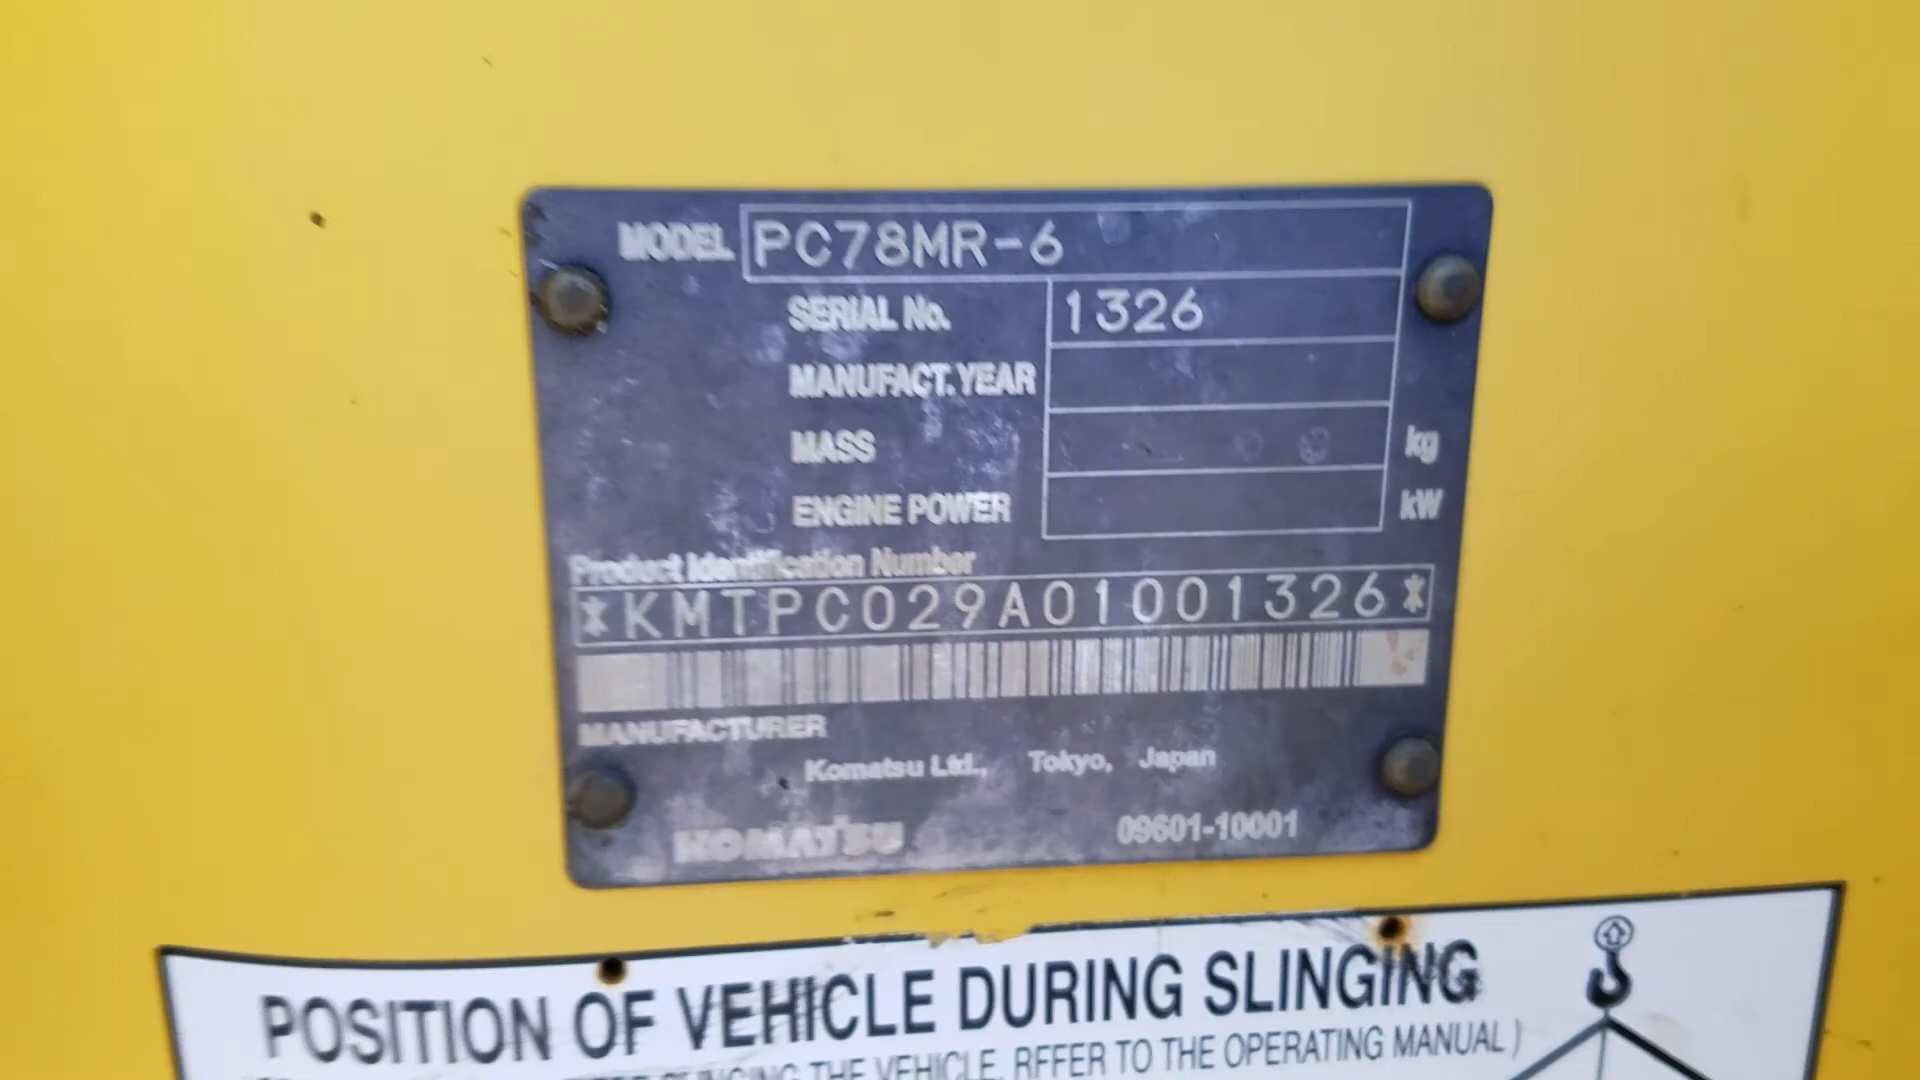 MODEL PC78MR-6
SERIAL No. 1326
MANUFACT. YEAR
MASS kg
ENGINE POWER kW
Product Identification Number
*KMTPC029A01001326*
MANUFACTURER
Komatsu Ltd., Tokyo, Japan
KOMATSU 09601-10001
POSITION OF VEHICLE DURING SLINGING
SLINGING THE VEHICLE, REFER TO THE OPERATING MANUAL)